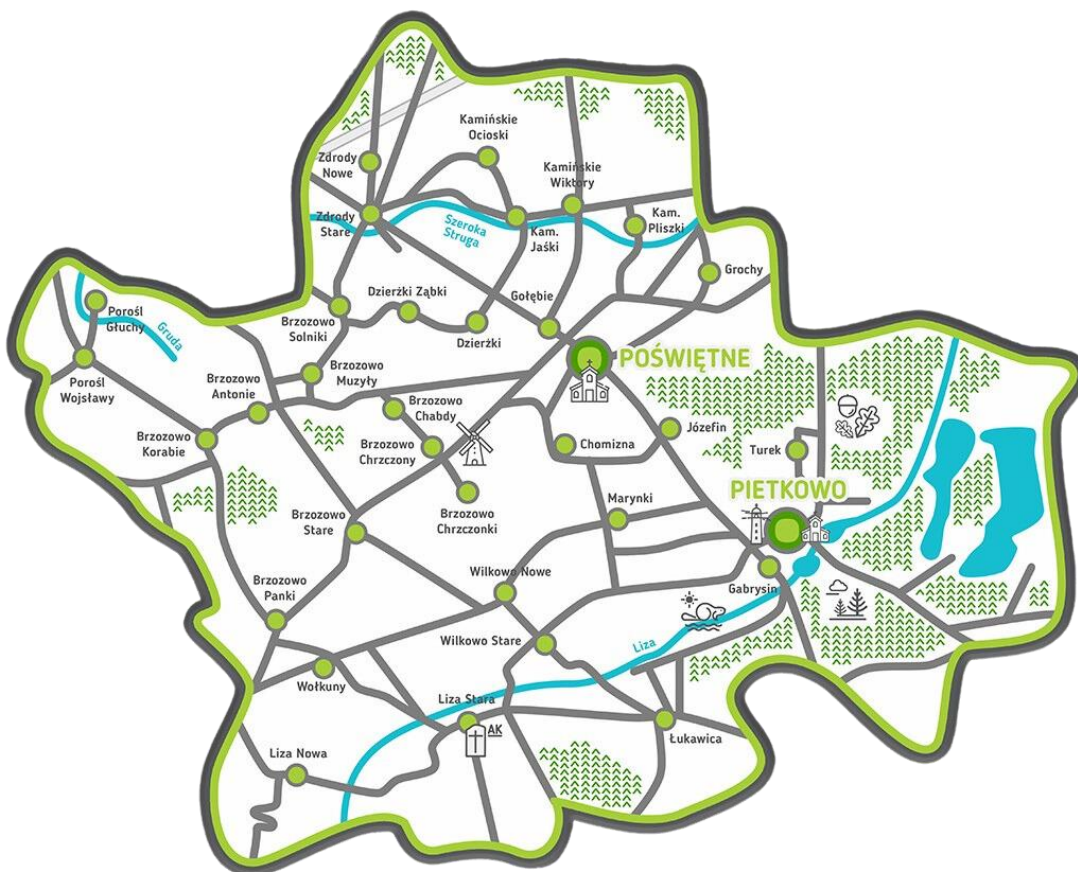 Kamińskie
Ocioski
Zdrody
Nowe
Kamińskie
Wiktory
Zdrody
Stare
Szeroka
Struga
Kam.
Jaśki
Kam.
Pliszki
Grochy
Porośl
Głuchy
Gruda
Dzierżki Ząbki
Gołębie
Brzozowo
Solniki
Dzierżki
POŚWIĘTNE
Porośl
Wojsławy
Brzozowo
Antonie
Brzozowo
Muzyły
Brzozowo
Chabdy
Brzozowo
Korabie
Brzozowo
Chrzczony
Chomizna
Józefin
Turek
PIETKOWO
Brzozowo
Stare
Brzozowo
Chrzczonki
Marynki
Brzozowo
Panki
Wilkowo Nowe
Gabrysin
Wilkowo Stare
Liza
Wołkuny
Liza Stara
AK
Łukawica
Liza Nowa